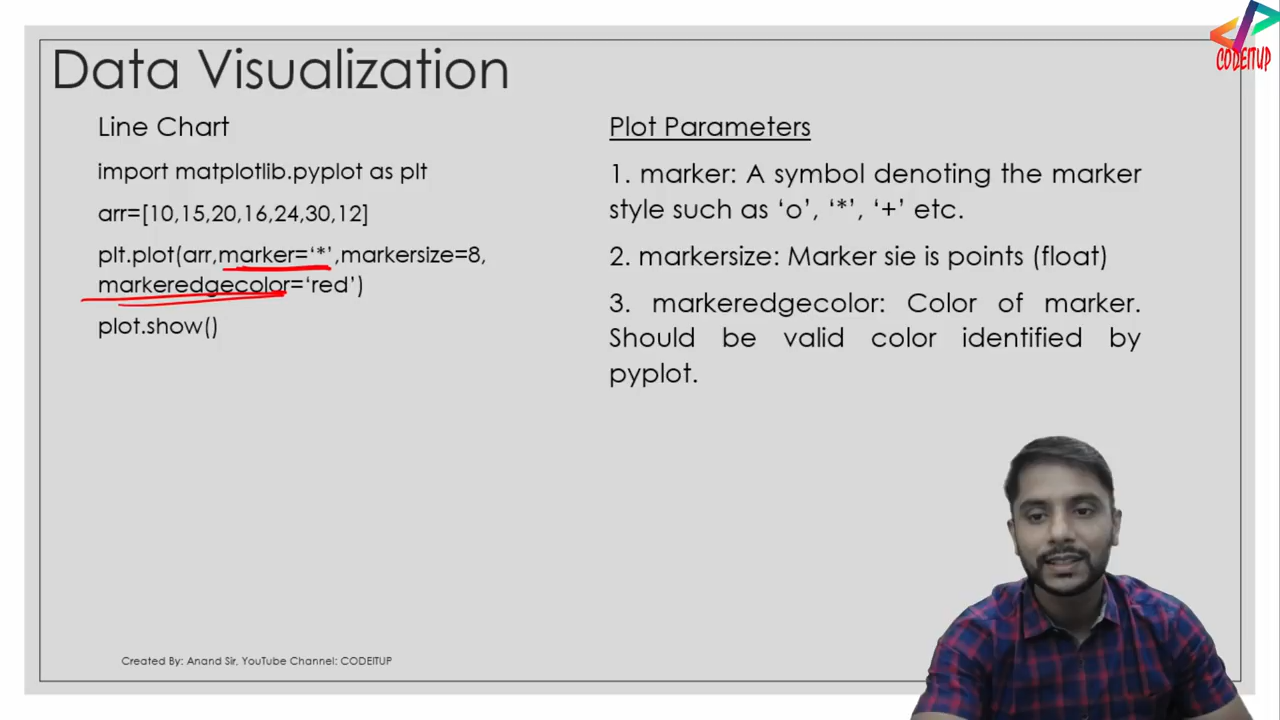 Data Visualization
Line Chart
import matplotlib.pyplot as plt
arr=[10,15,20,16,24,30,12]
plt.plot(arr,marker=‘*’,markersize=8,
markeredgecolor=‘red’)
plot.show()
Plot Parameters
1. marker: A symbol denoting the marker
style such as ‘o’, ‘*’, ‘+’ etc.
2. markersize: Marker sie is points (float)
3. markeredgecolor: Color of marker.
Should be valid color identified by
pyplot.
Created By: Anand Sir, YouTube Channel: CODEITUP
CODEITUP